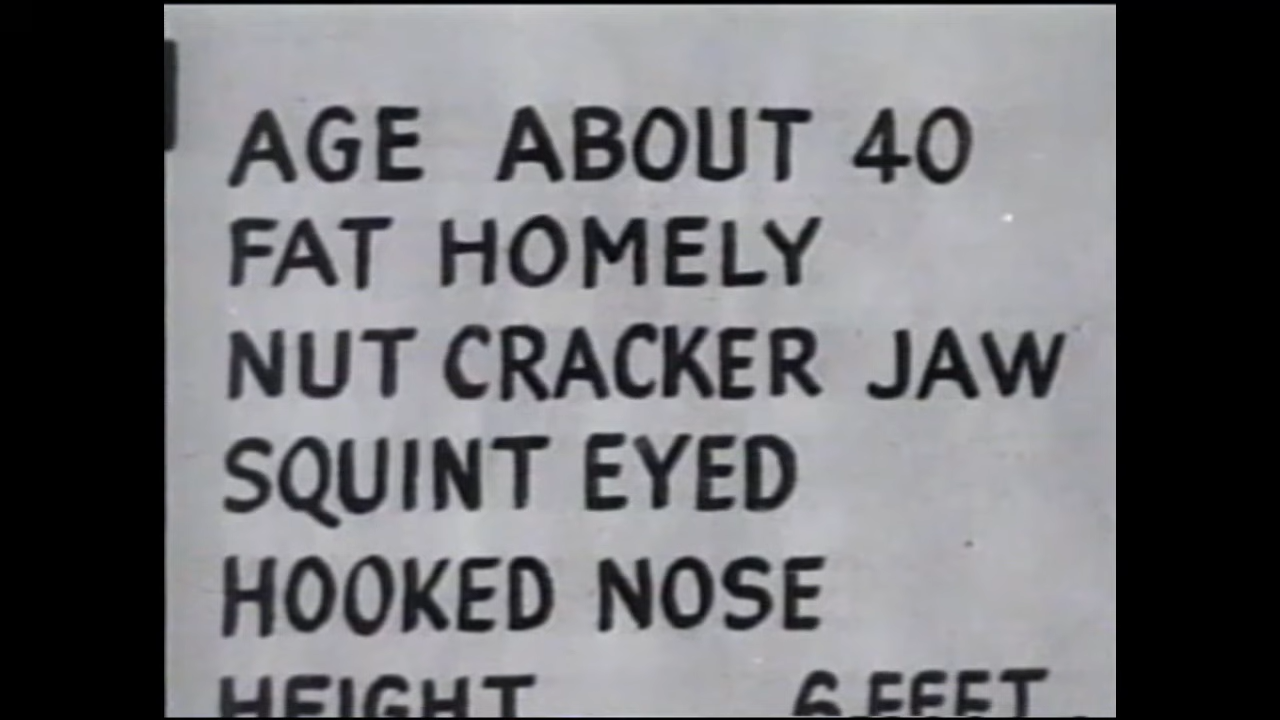 AGE ABOUT 40
FAT HOMELY
NUT CRACKER JAW
SQUINT EYED
HOOKED NOSE
HEIGHT 6 FEET